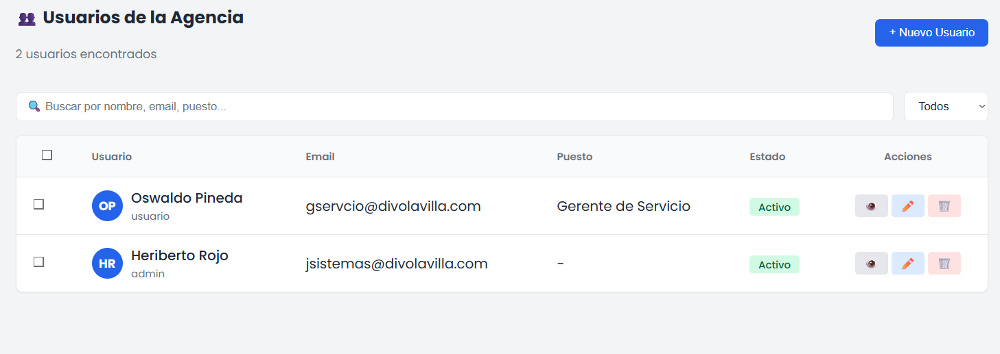 Usuarios de la Agencia
+ Nuevo Usuario
2 usuarios encontrados
Buscar por nombre, email, puesto...
Todos
Usuario Email Puesto Estado Acciones
OP Oswaldo Pineda gservcio@divolavilla.com Gerente de Servicio Activo
usuario
HR Heriberto Rojo jsistemas@divolavilla.com - Activo
admin